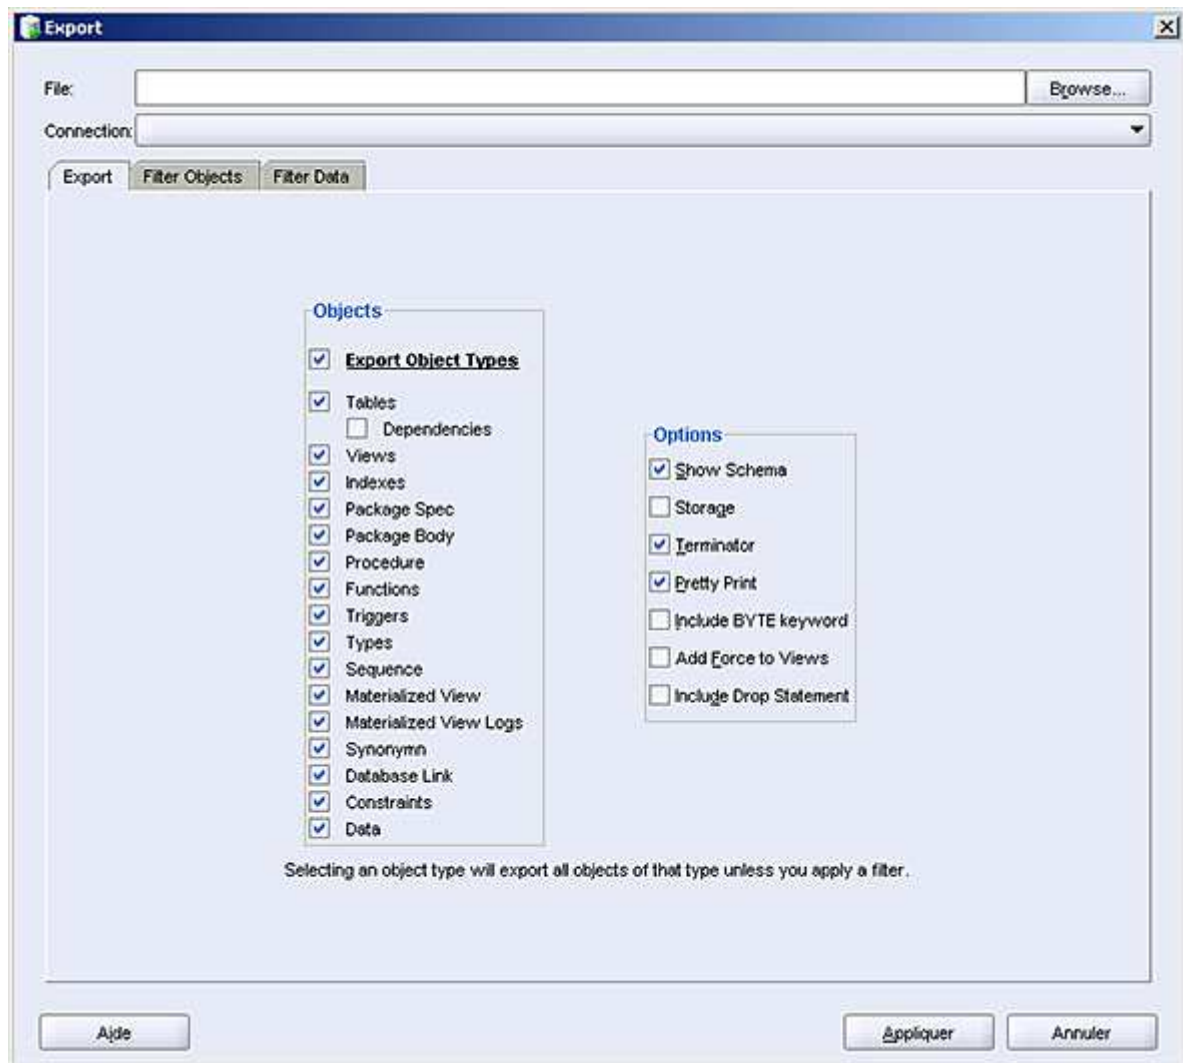 Export
File:
Browse...
Connection:
Export
Filter Objects
Filter Data
Objects
Export Object Types
Tables
Dependencies
Views
Indexes
Package Spec
Package Body
Procedure
Functions
Triggers
Types
Sequence
Materialized View
Materialized View Logs
Synonymn
Database Link
Constraints
Data
Options
Show Schema
Storage
Terminator
Pretty Print
Include BYTE keyword
Add Force to Views
Include Drop Statement
Selecting an object type will export all objects of that type unless you apply a filter.
Aide
Appliquer
Annuler